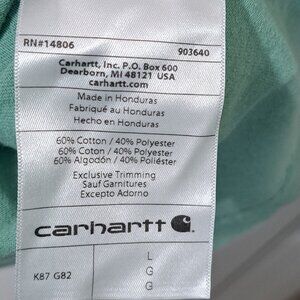 RN#14806 903640
Carhartt, Inc. P.O. Box 600
Dearborn, MI 48121 USA
carhartt.com
Made in Honduras
Fabriqué au Honduras
Hecho en Honduras
60% Cotton / 40% Polyester
60% Coton / 40% Polyester
60% Algodón / 40% Poliéster
Exclusive Trimming
Sauf Garnitures
Excepto Adorno
carhartt
K87 G82
L
G
G